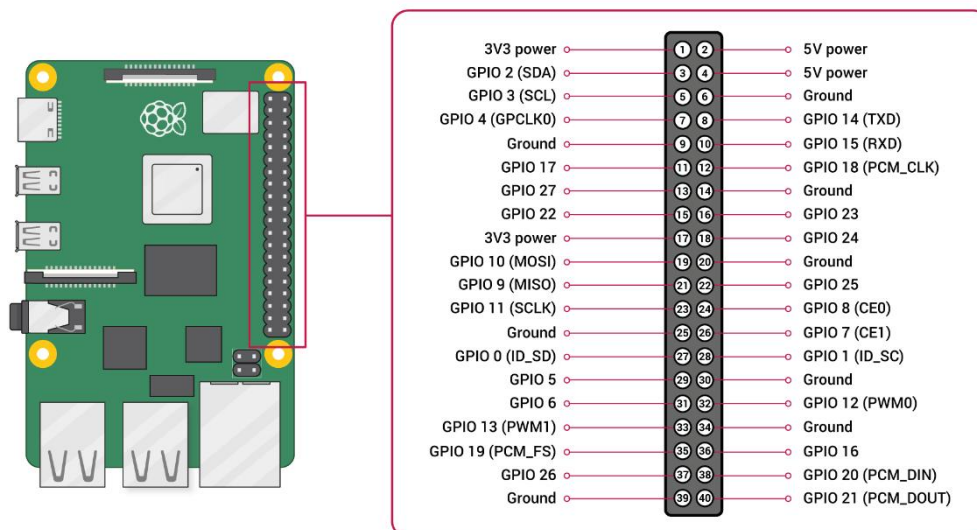 3V3 power 1 2 5V power
GPIO 2 (SDA) 3 4 5V power
GPIO 3 (SCL) 5 6 Ground
GPIO 4 (GPCLK0) 7 8 GPIO 14 (TXD)
Ground 9 10 GPIO 15 (RXD)
GPIO 17 11 12 GPIO 18 (PCM_CLK)
GPIO 27 13 14 Ground
GPIO 22 15 16 GPIO 23
3V3 power 17 18 GPIO 24
GPIO 10 (MOSI) 19 20 Ground
GPIO 9 (MISO) 21 22 GPIO 25
GPIO 11 (SCLK) 23 24 GPIO 8 (CE0)
Ground 25 26 GPIO 7 (CE1)
GPIO 0 (ID_SD) 27 28 GPIO 1 (ID_SC)
GPIO 5 29 30 Ground
GPIO 6 31 32 GPIO 12 (PWM0)
GPIO 13 (PWM1) 33 34 Ground
GPIO 19 (PCM_FS) 35 36 GPIO 16
GPIO 26 37 38 GPIO 20 (PCM_DIN)
Ground 39 40 GPIO 21 (PCM_DOUT)